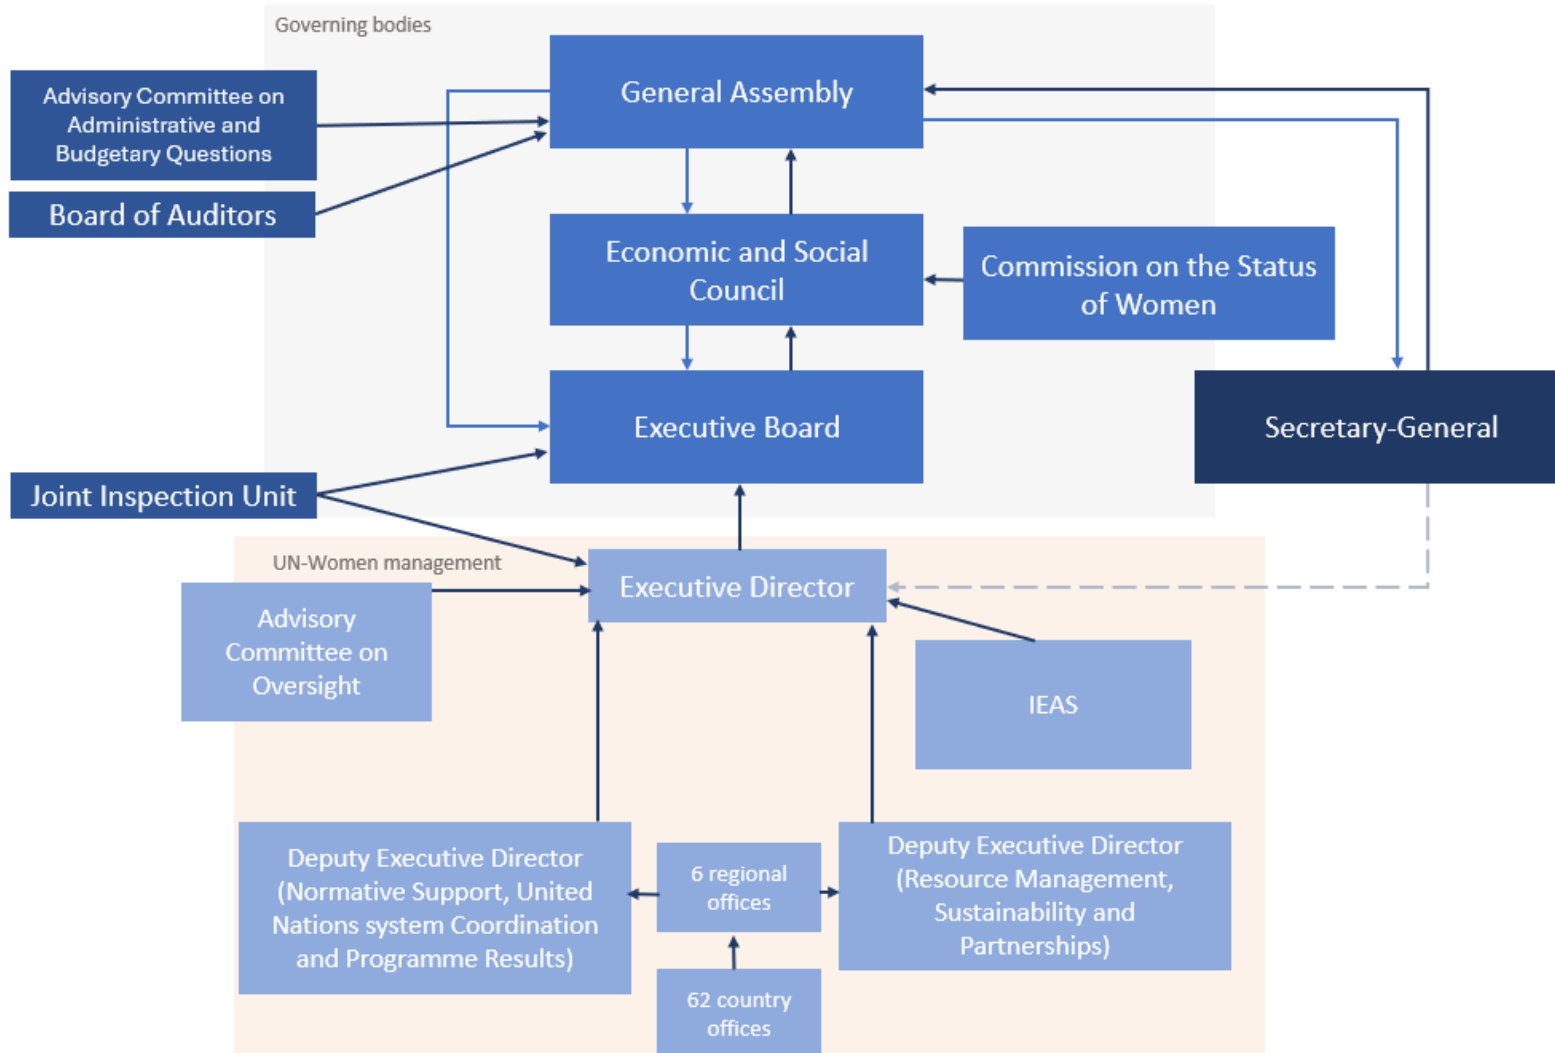 Governing bodies
General Assembly
Advisory Committee on
Administrative and
Budgetary Questions
Board of Auditors
Economic and Social
Council
Commission on the Status
of Women
Executive Board
Secretary-General
Joint Inspection Unit
UN-Women management
Executive Director
Advisory
Committee on
Oversight
IEAS
Deputy Executive Director
(Normative Support, United
Nations system Coordination
and Programme Results)
6 regional
offices
Deputy Executive Director
(Resource Management,
Sustainability and
Partnerships)
62 country
offices